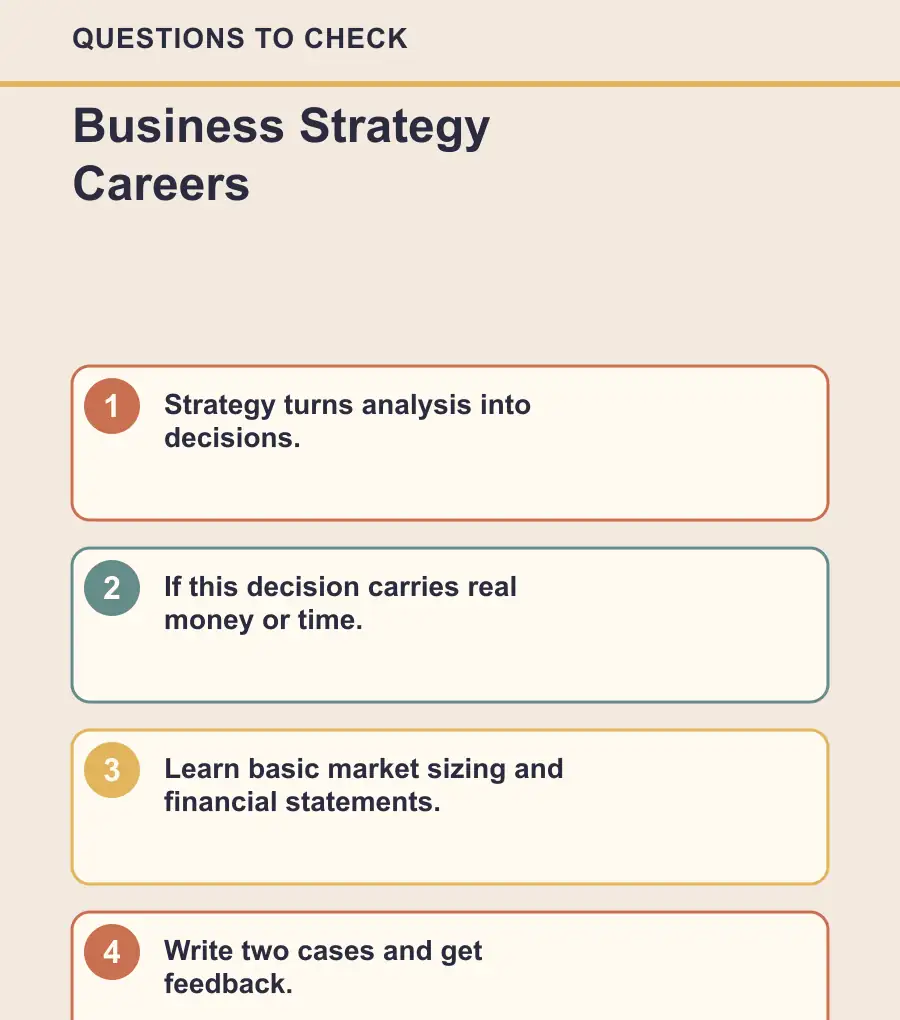 QUESTIONS TO CHECK
Business Strategy
Careers
1
Strategy turns analysis into
decisions.
2
If this decision carries real
money or time.
3
Learn basic market sizing and
financial statements.
4
Write two cases and get
feedback.